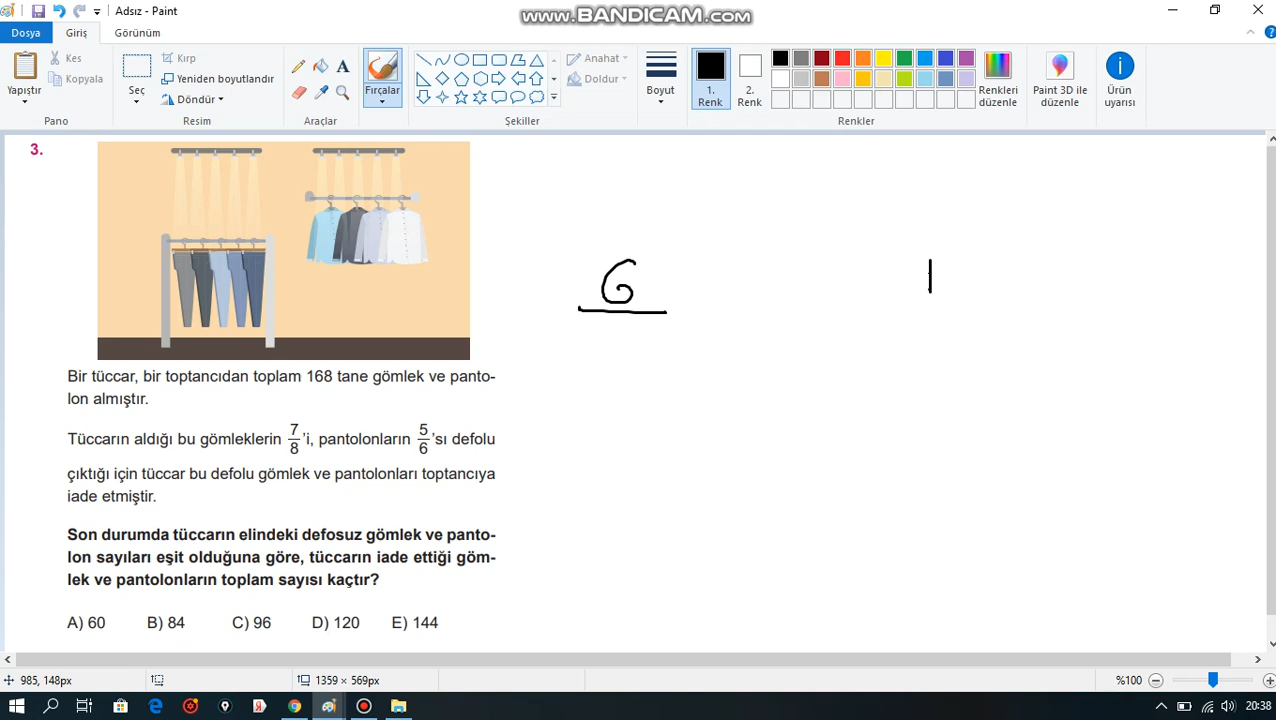 www.BANDICAM.com
Adsız - Paint
Dosya Giriş Görünüm
Yapıştır
Kes
Kopyala
Pano
Seç
Kırp
Yeniden boyutlandır
Döndür
Resim
A
Araçlar
Fırçalar
Anahat
Doldur
Şekiller
Boyut
1.
Renk
2.
Renk
Renkleri
düzenle
Renkler
Paint 3D ile
düzenle
Ürün
uyarısı
3.
6
1
Bir tüccar, bir toptancıdan toplam 168 tane gömlek ve panto-
lon almıştır.
Tüccarın aldığı bu gömleklerin 7/8'i, pantolonların 5/6'sı defolu
çıktığı için tüccar bu defolu gömlek ve pantolonları toptancıya
iade etmiştir.
Son durumda tüccarın elindeki defosuz gömlek ve panto-
lon sayıları eşit olduğuna göre, tüccarın iade ettiği göm-
lek ve pantolonların toplam sayısı kaçtır?
A) 60 B) 84 C) 96 D) 120 E) 144
985, 148px
1359 × 569px
%100
20:38